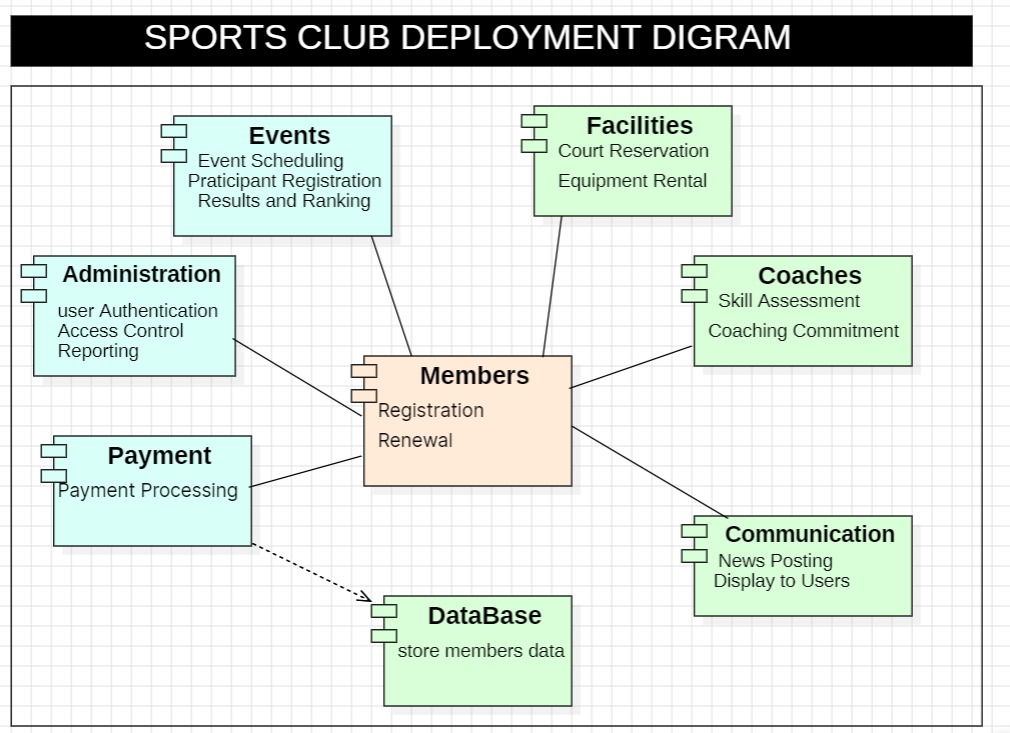 SPORTS CLUB DEPLOYMENT DIGRAM
Events
Event Scheduling
Praticipant Registration
Results and Ranking
Facilities
Court Reservation
Equipment Rental
Administration
user Authentication
Access Control
Reporting
Coaches
Skill Assessment
Coaching Commitment
Members
Registration
Renewal
Payment
Payment Processing
Communication
News Posting
Display to Users
DataBase
store members data